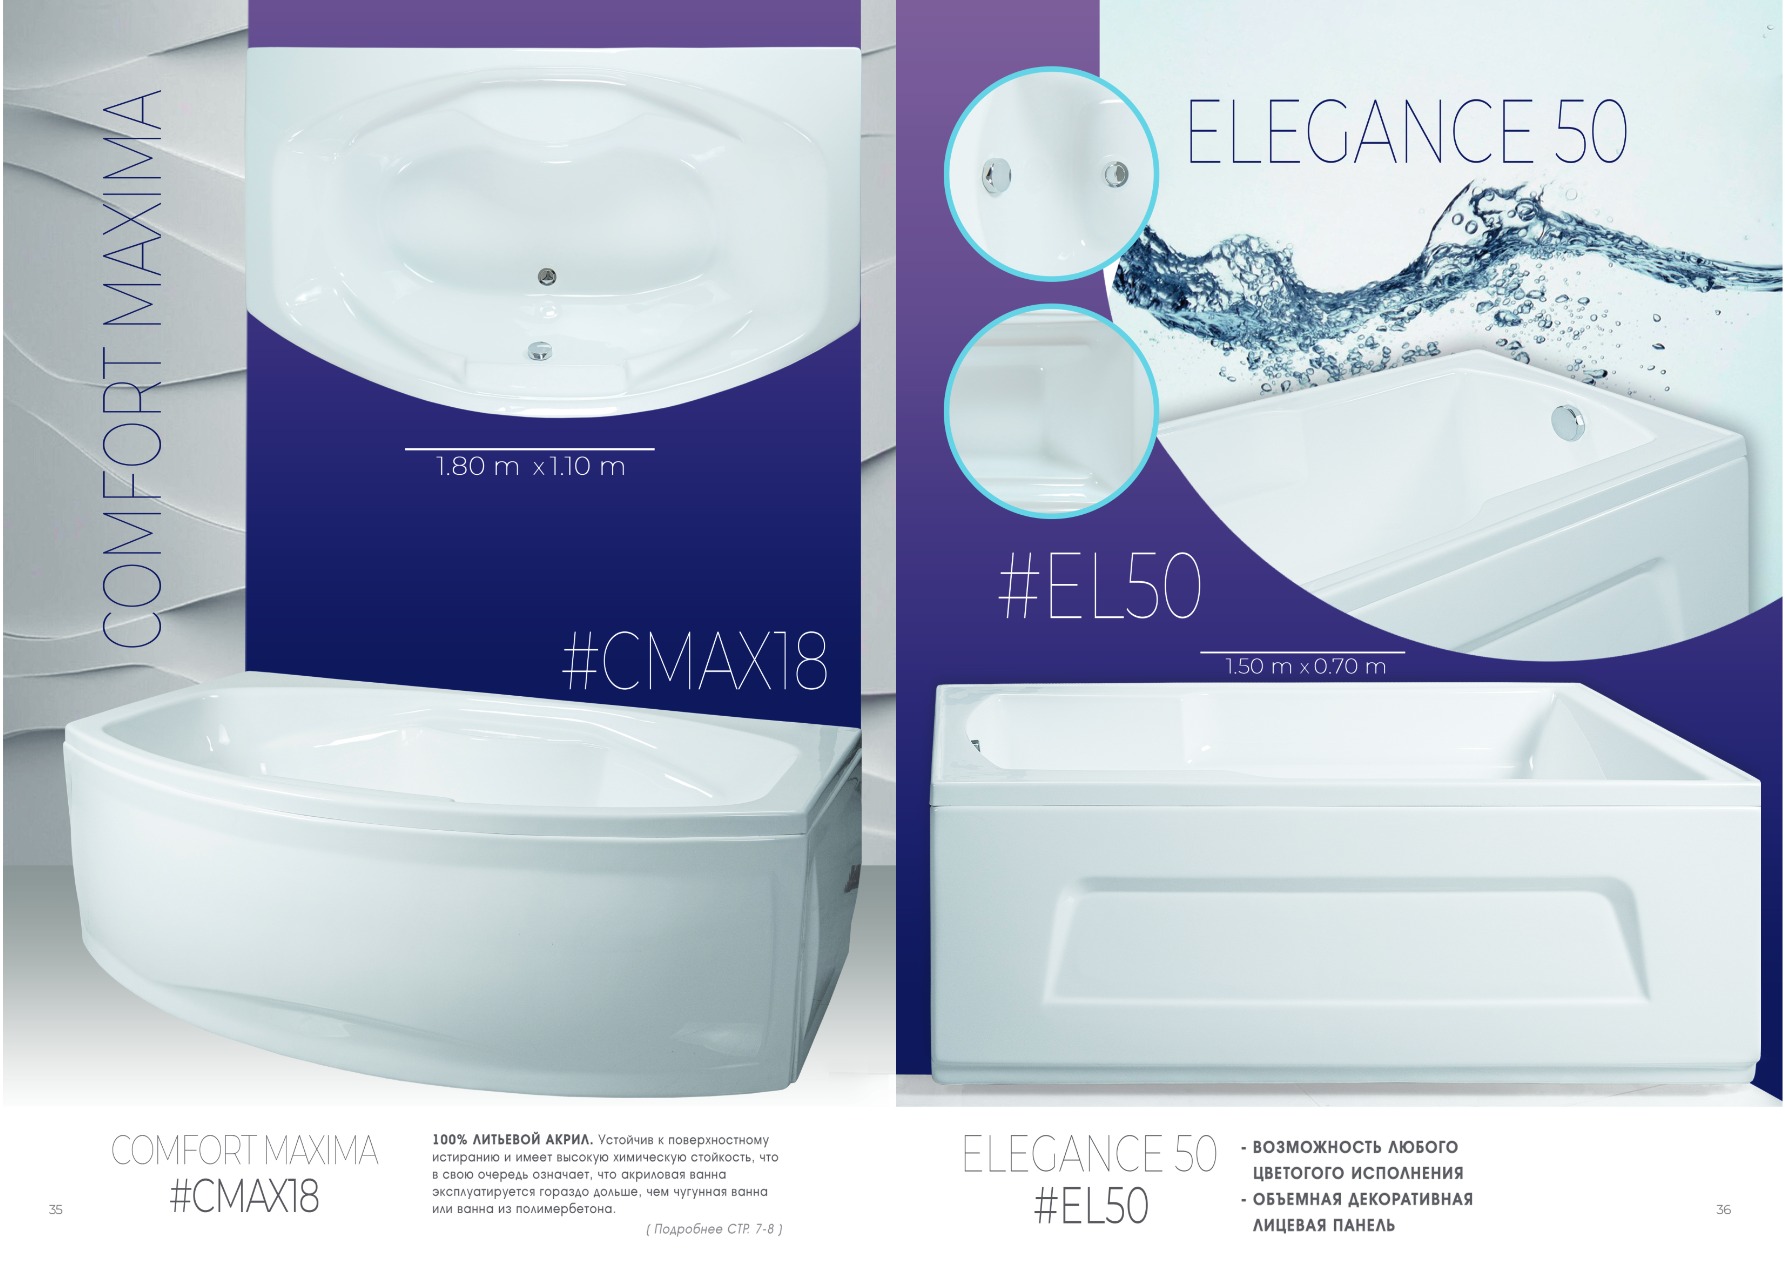 COMFORT MAXIMA
1.80 m x 1.10 m
#CMAX18
COMFORT MAXIMA
#CMAX18
100% ЛИТЬЕВОЙ АКРИЛ. Устойчив к поверхностному
истиранию и имеет высокую химическую стойкость, что
в свою очередь означает, что акриловая ванна
эксплуатируется гораздо дольше, чем чугунная ванна
или ванна из полимербетона.
( Подробнее СТР. 7-8 )
35
ELEGANCE 50
#EL50
1.50 m x 0.70 m
ELEGANCE 50
#EL50
- ВОЗМОЖНОСТЬ ЛЮБОГО
ЦВЕТОГОГО ИСПОЛНЕНИЯ
- ОБЪЕМНАЯ ДЕКОРАТИВНАЯ
ЛИЦЕВАЯ ПАНЕЛЬ
36